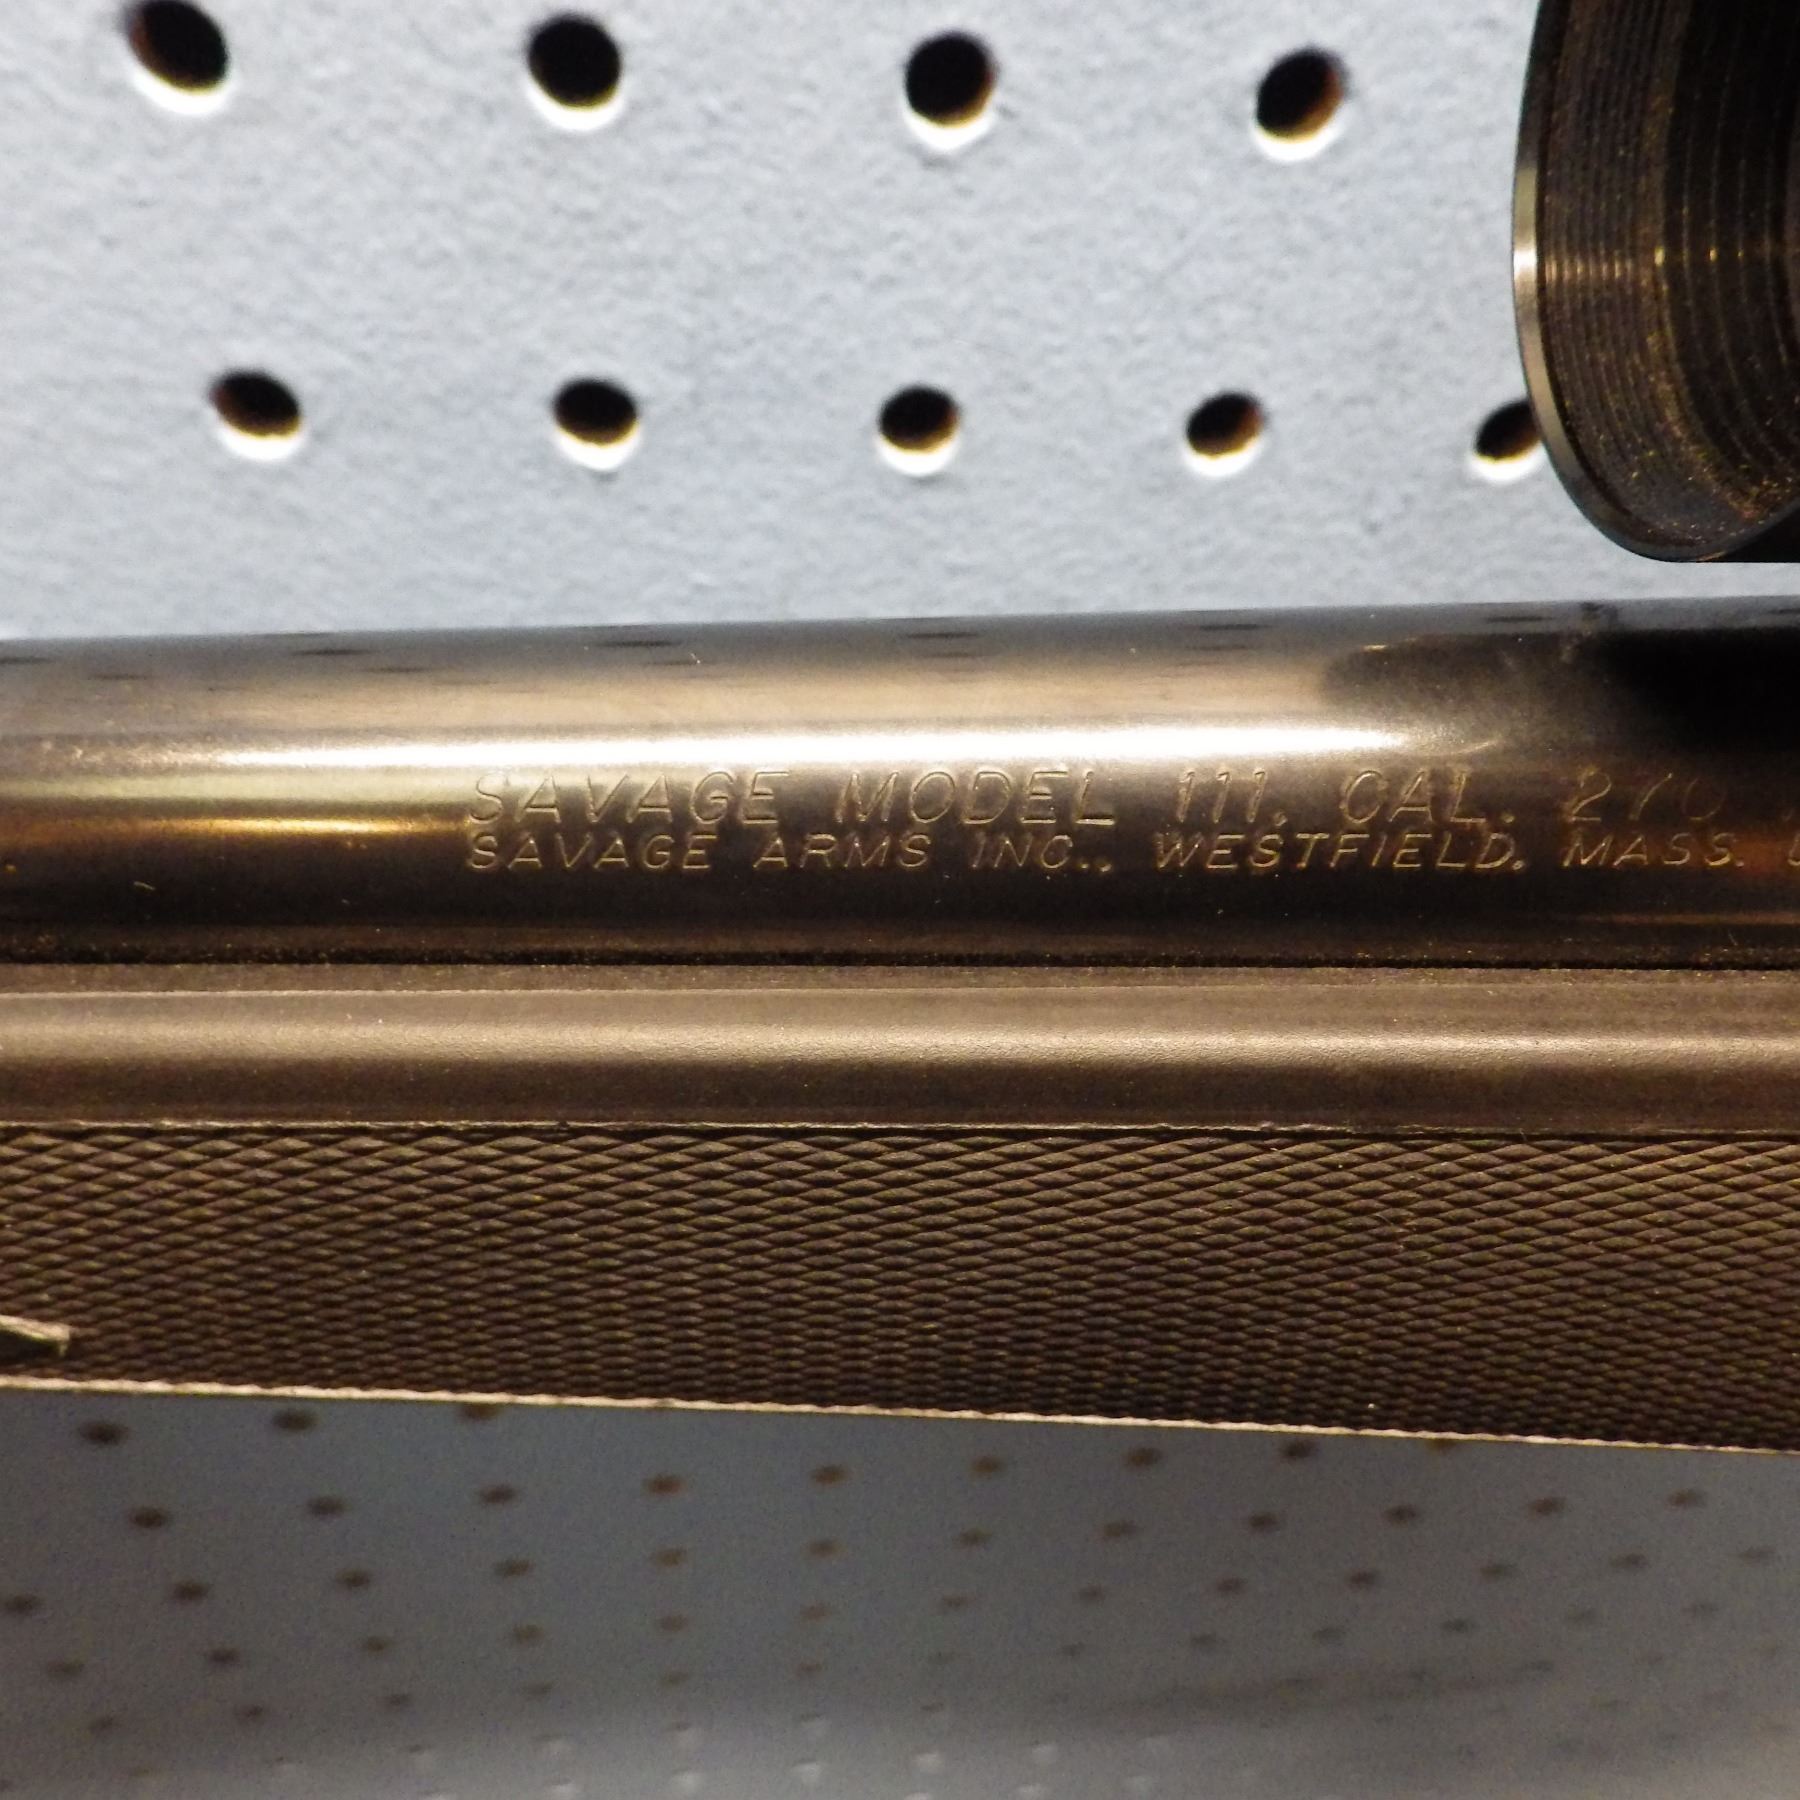 SAVAGE MODEL 111. CAL. 270
SAVAGE ARMS INC., WESTFIELD. MASS.